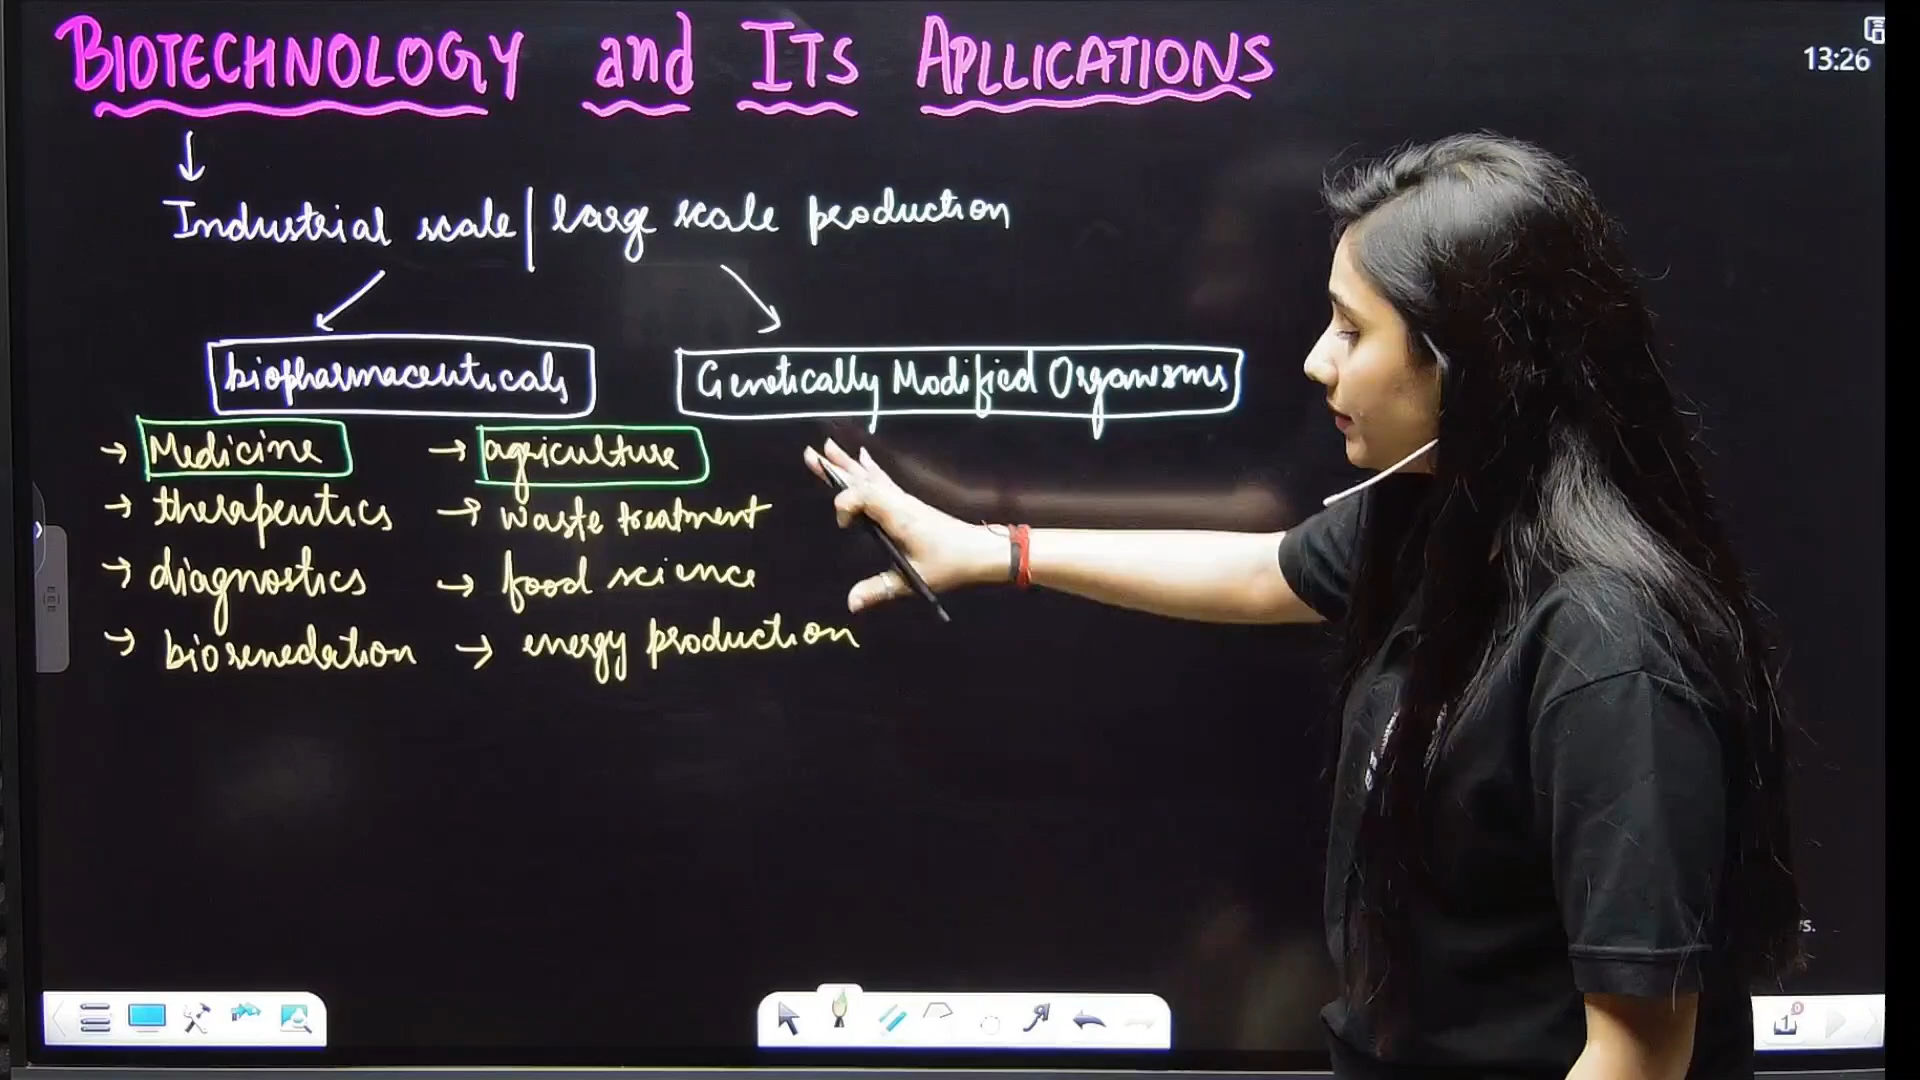 BIOTECHNOLOGY and ITS APLLICATIONS
13:26
↓
Industrial scale | large scale production
biopharmaceuticals
Genetically Modified Organisms
→ Medicine → agriculture
→ therapeutics → waste treatment
→ diagnostics → food science
→ bioremedation → energy production